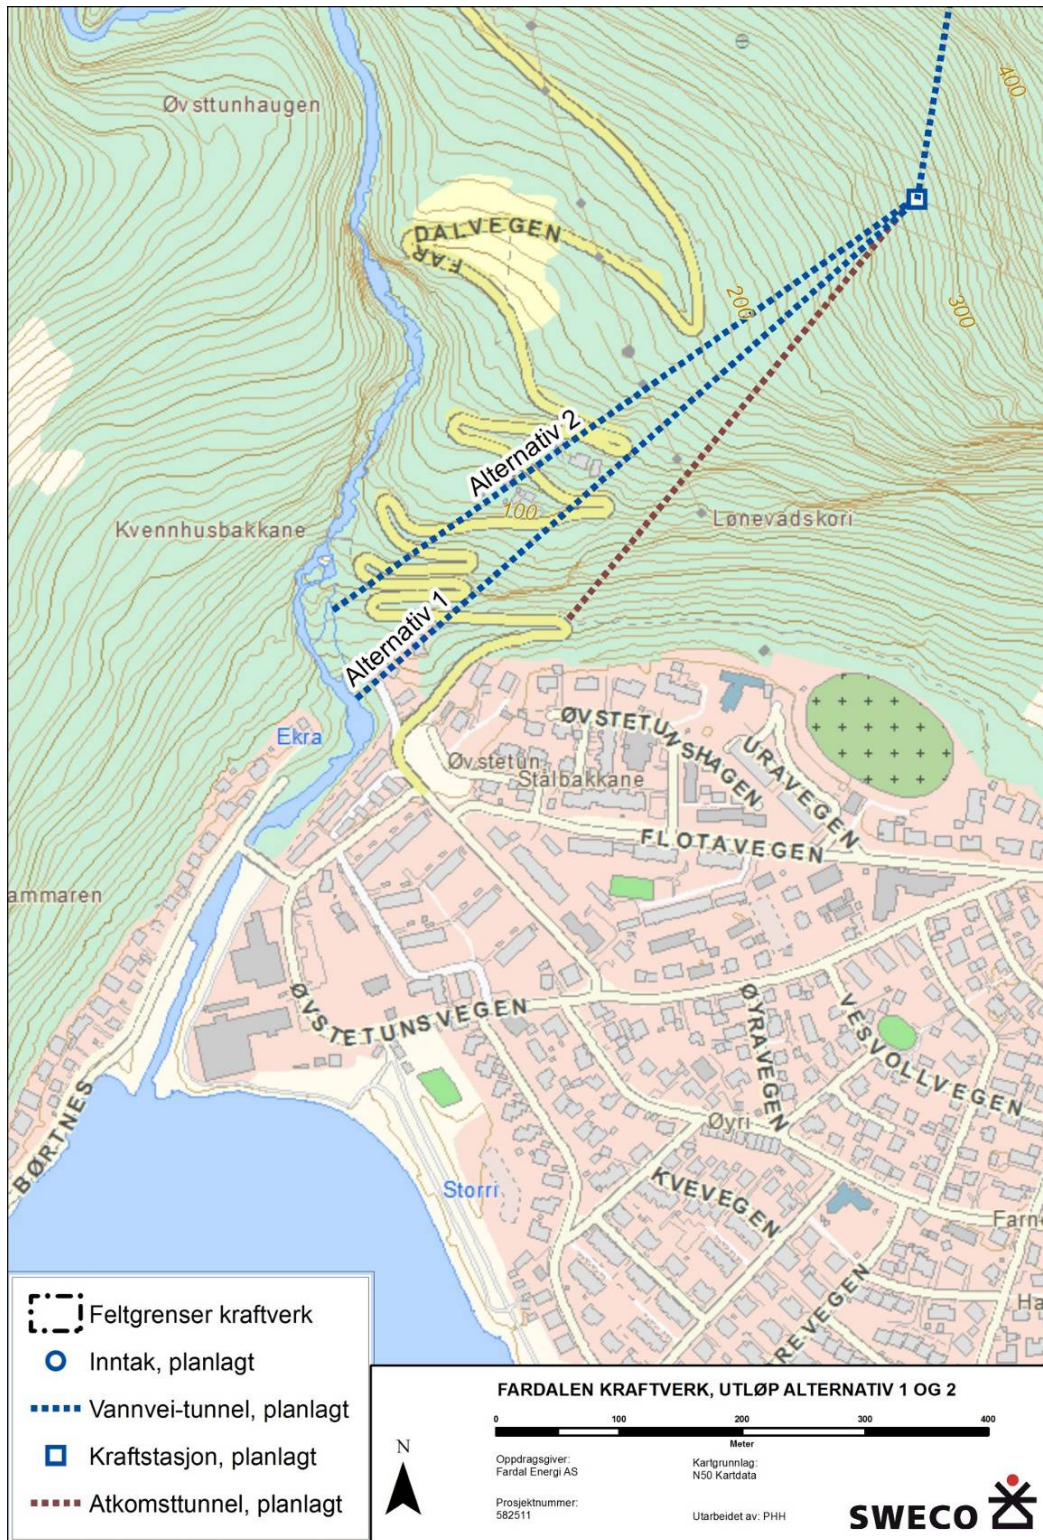 Øvsttunhaugen
400
DALVEGEN
FAR
200
300
Alternativ 2
100
Lønevadskori
Kvennhusbakkane
Alternativ 1
Ekra
ØVSTETUNSHAGEN
Øvstetun
Stålbakkane
URAVEGEN
FLOTAVEGEN
ammaren
ØVSTETUNSVEGEN
ØYRAVEGEN
VESVOLLVEGEN
BØRTNES
Øyri
Storri
KVEVEGEN
Farn
Ha
REVEGEN
Feltgrenser kraftverk
Inntak, planlagt
Vannvei-tunnel, planlagt
Kraftstasjon, planlagt
Atkomsttunnel, planlagt
FARDALEN KRAFTVERK, UTLØP ALTERNATIV 1 OG 2
0 100 200 300 400
Meter
N
Oppdragsgiver:
Fardal Energi AS
Kartgrunnlag:
N50 Kartdata
Prosjektnummer:
582511
Utarbeidet av: PHH
SWECO